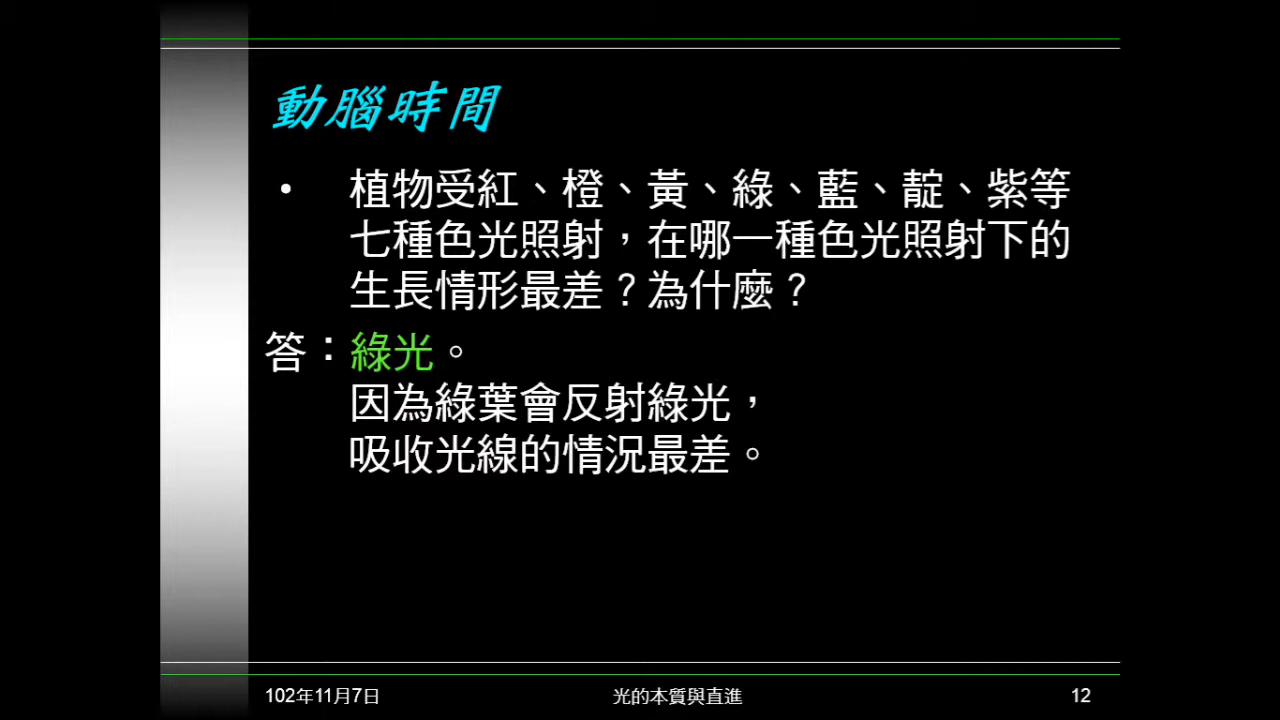 動腦時間
• 植物受紅、橙、黃、綠、藍、靛、紫等
七種色光照射，在哪一種色光照射下的
生長情形最差？為什麼？
答：綠光。
因為綠葉會反射綠光，
吸收光線的情況最差。
102年11月7日
光的本質與直進
12